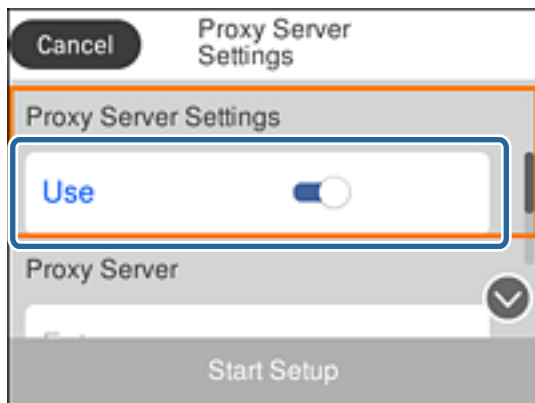 Cancel
Proxy Server
Settings
Proxy Server Settings
Use
Proxy Server
Start Setup